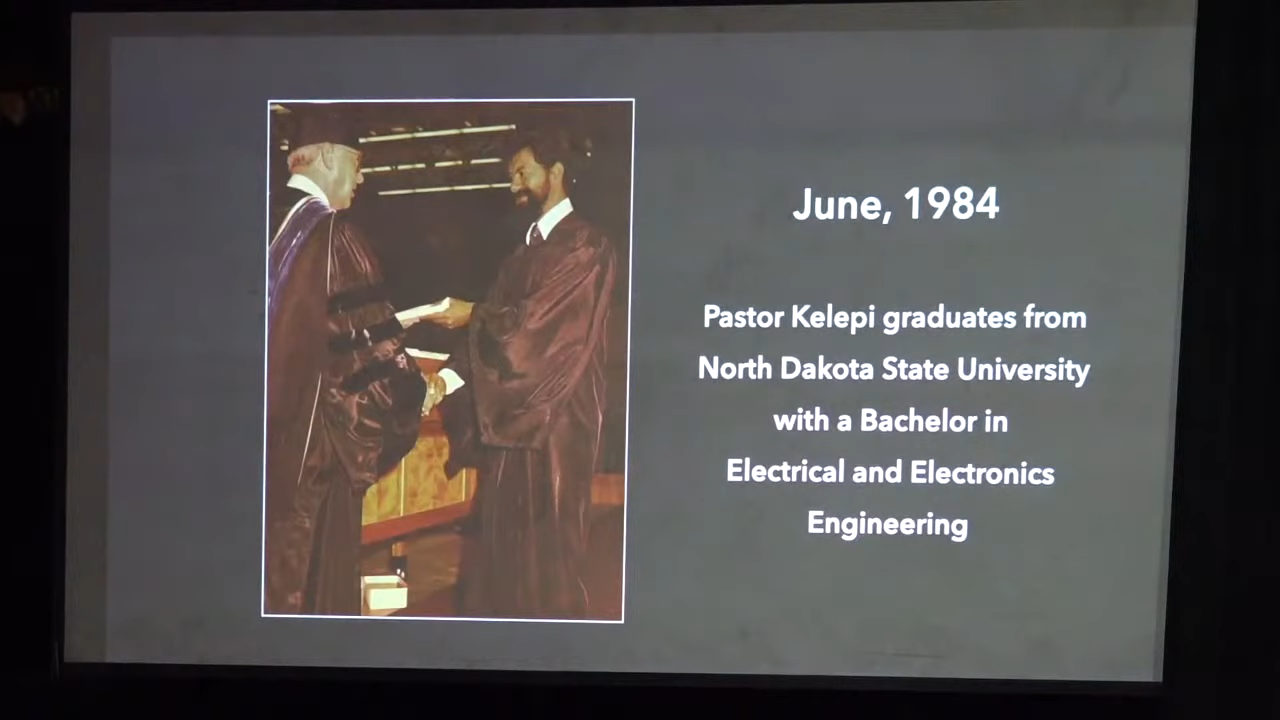 June, 1984
Pastor Kelepi graduates from
North Dakota State University
with a Bachelor in
Electrical and Electronics
Engineering